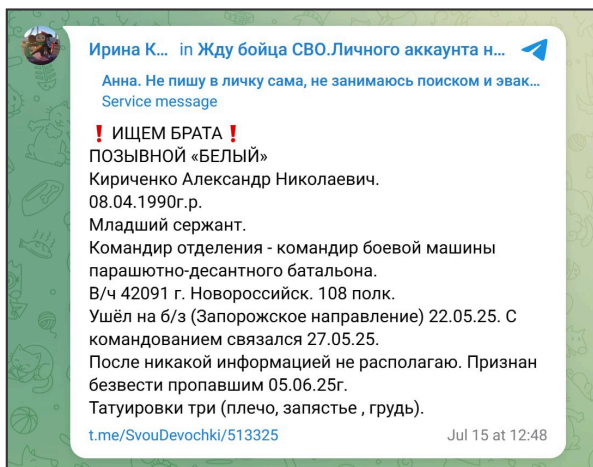 Ирина К... in Жду бойца СВО.Личного аккаунта н...
Анна. Не пишу в личку сама, не занимаюсь поиском и эвак...
Service message
❗ ИЩЕМ БРАТА ❗
ПОЗЫВНОЙ «БЕЛЫЙ»
Кириченко Александр Николаевич.
08.04.1990г.р.
Младший сержант.
Командир отделения - командир боевой машины
парашютно-десантного батальона.
В/ч 42091 г. Новороссийск. 108 полк.
Ушёл на б/з (Запорожское направление) 22.05.25. С
командованием связался 27.05.25.
После никакой информацией не располагаю. Признан
безвести пропавшим 05.06.25г.
Татуировки три (плечо, запястье , грудь).
t.me/SvouDevochki/513325 Jul 15 at 12:48